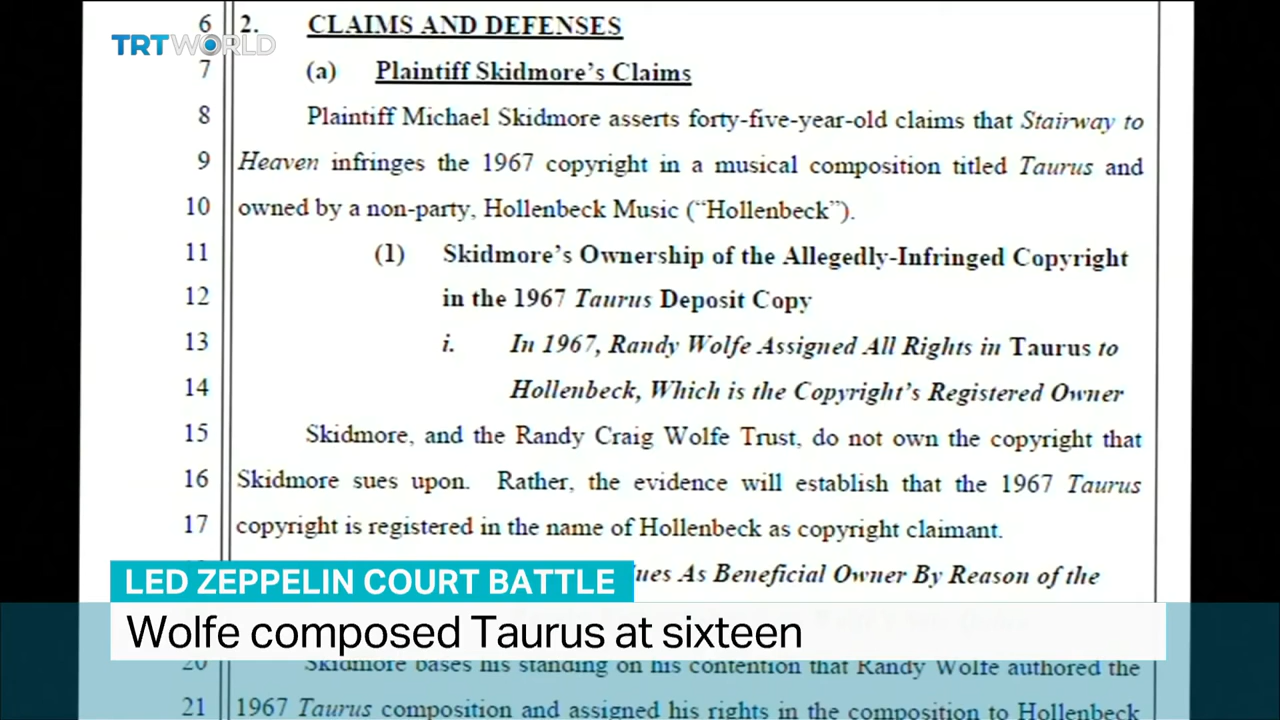 6 2. CLAIMS AND DEFENSES
TRT WORLD
7 (a) Plaintiff Skidmore's Claims
8 Plaintiff Michael Skidmore asserts forty-five-year-old claims that Stairway to
9 Heaven infringes the 1967 copyright in a musical composition titled Taurus and
10 owned by a non-party, Hollenbeck Music ("Hollenbeck").
11 (1) Skidmore's Ownership of the Allegedly-Infringed Copyright
12 in the 1967 Taurus Deposit Copy
13 i. In 1967, Randy Wolfe Assigned All Rights in Taurus to
14 Hollenbeck, Which is the Copyright's Registered Owner
15 Skidmore, and the Randy Craig Wolfe Trust, do not own the copyright that
16 Skidmore sues upon. Rather, the evidence will establish that the 1967 Taurus
17 copyright is registered in the name of Hollenbeck as copyright claimant.
As Beneficial Owner By Reason of the
LED ZEPPELIN COURT BATTLE
Wolfe composed Taurus at sixteen
20 Skidmore bases his standing on his contention that Randy Wolfe authored the
21 1967 Taurus composition and assigned his rights in the composition to Hollenbeck